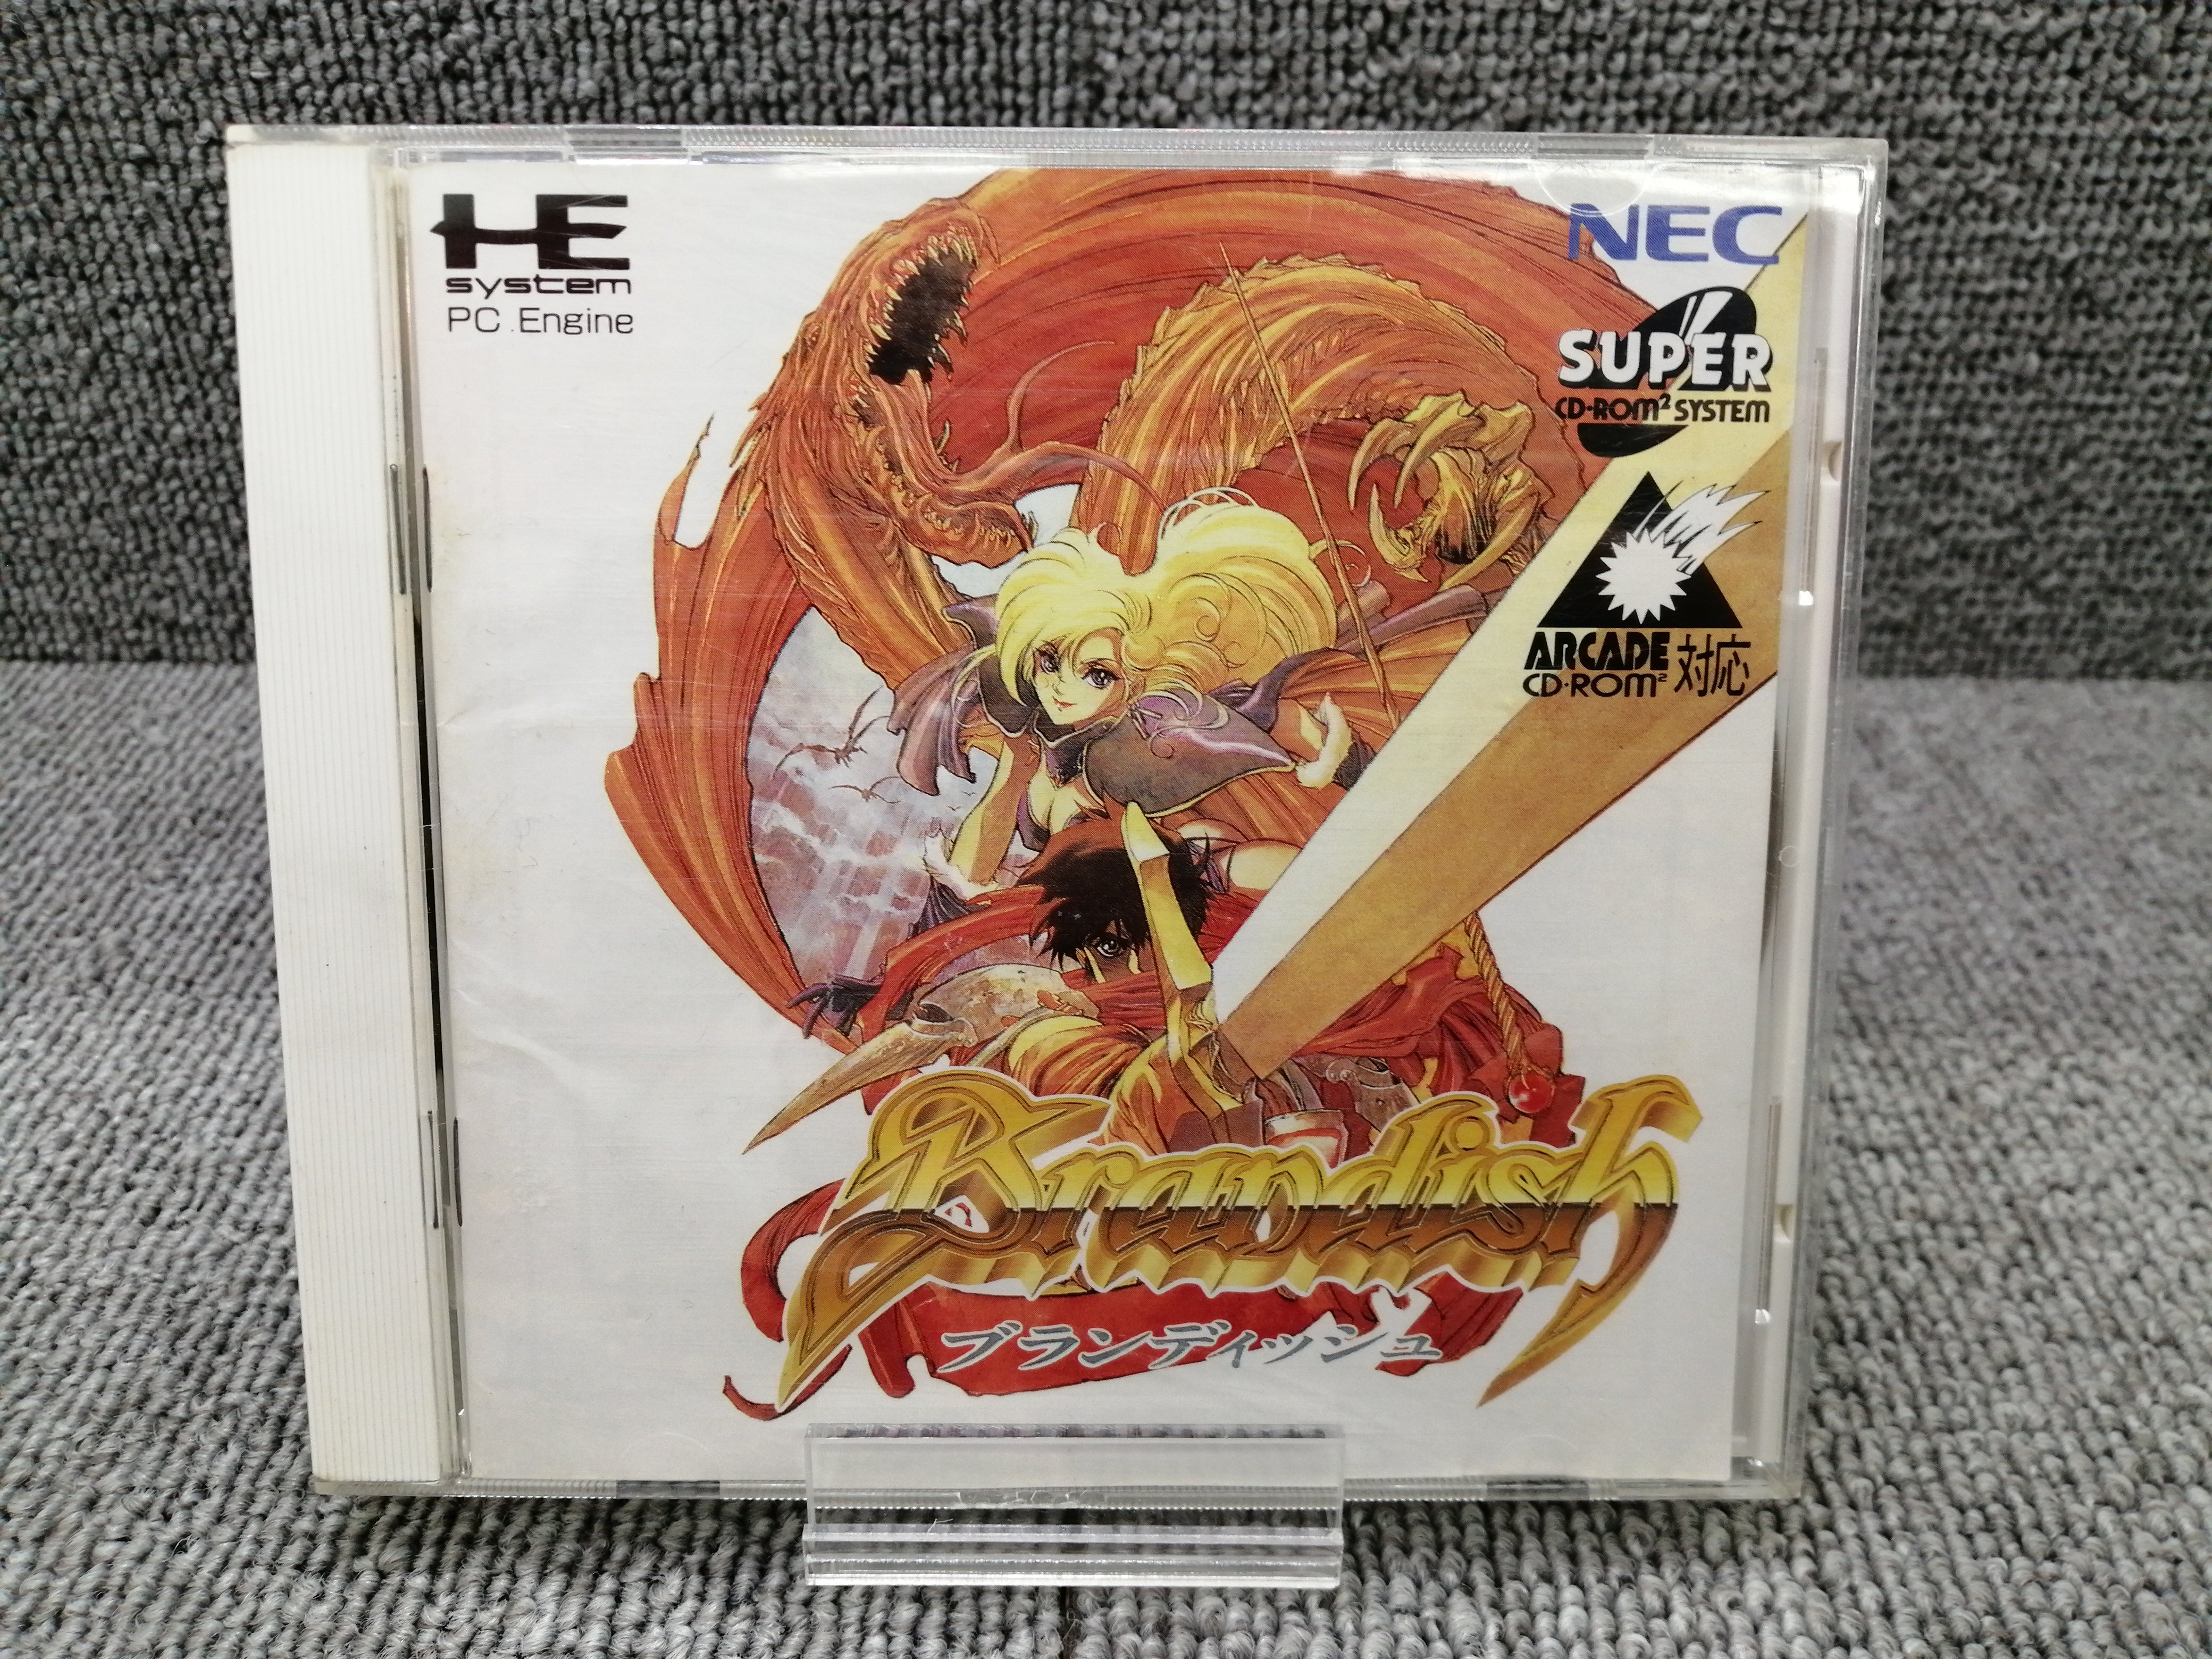 HE
system
PC Engine
NEC
SUPER
CD-ROM² SYSTEM
ARCADE
CD-ROM² 対応
Brandish
ブランディッシュ